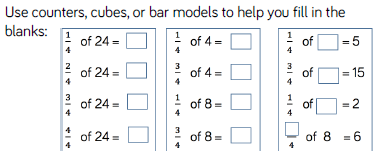 Use counters, cubes, or bar models to help you fill in the
blanks:
1/4 of 24 = □
2/4 of 24 = □
3/4 of 24 = □
4/4 of 24 = □
1/4 of 4 = □
3/4 of 4 = □
1/4 of 8 = □
3/4 of 8 = □
1/4 of □ = 5
3/4 of □ = 15
1/4 of □ = 2
□/4 of 8 = 6